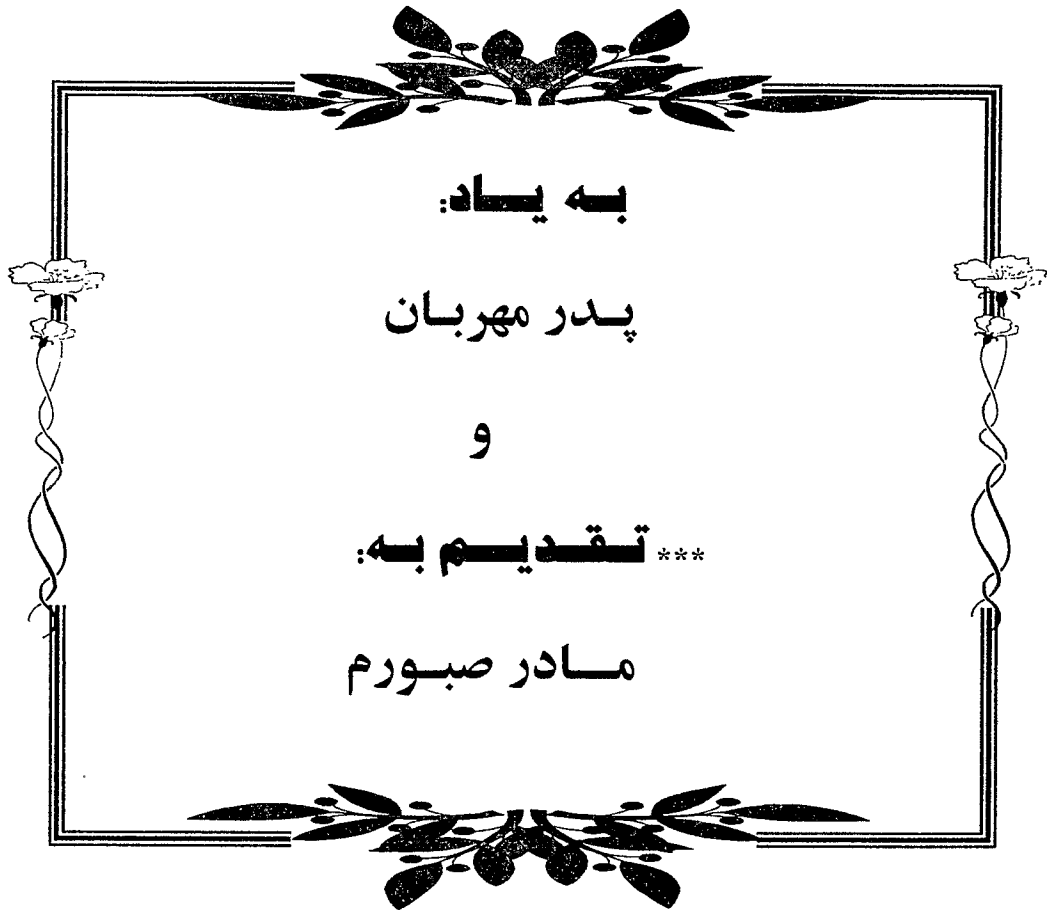 به یاد:
پدر مهربان
و
*** تقدیم به:
مادر صبورم